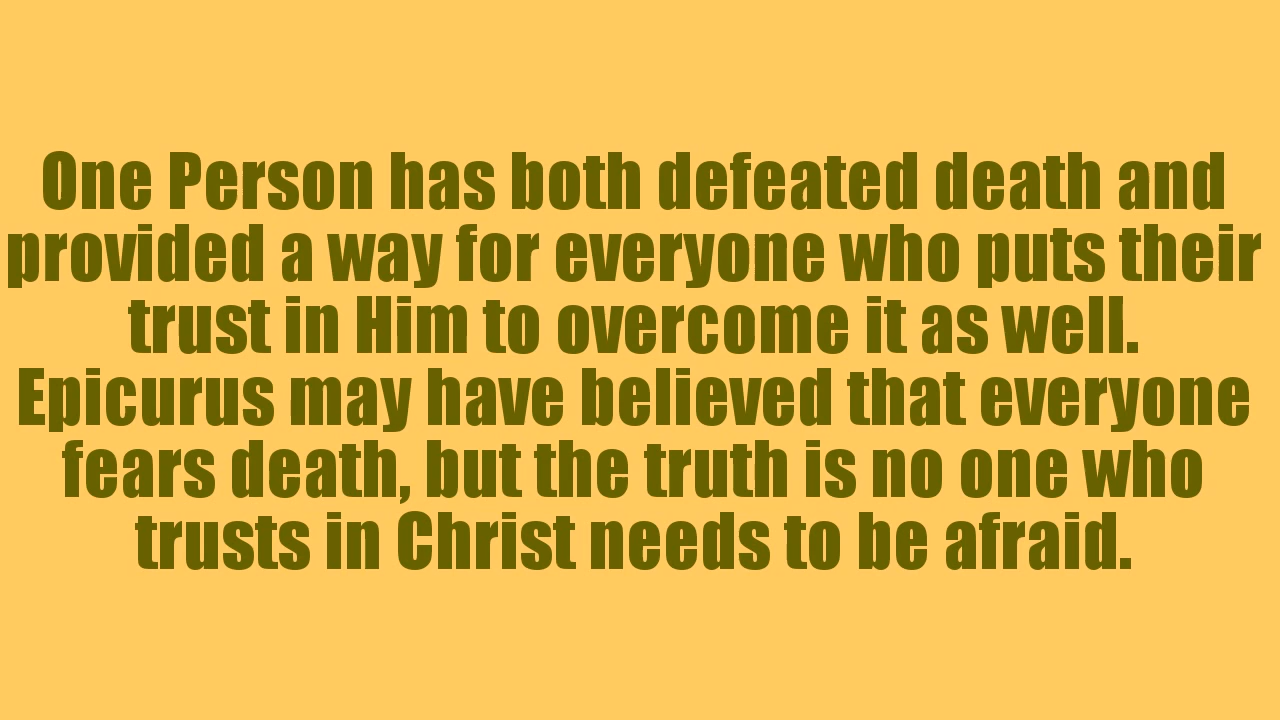 One Person has both defeated death and
provided a way for everyone who puts their
trust in Him to overcome it as well.
Epicurus may have believed that everyone
fears death, but the truth is no one who
trusts in Christ needs to be afraid.